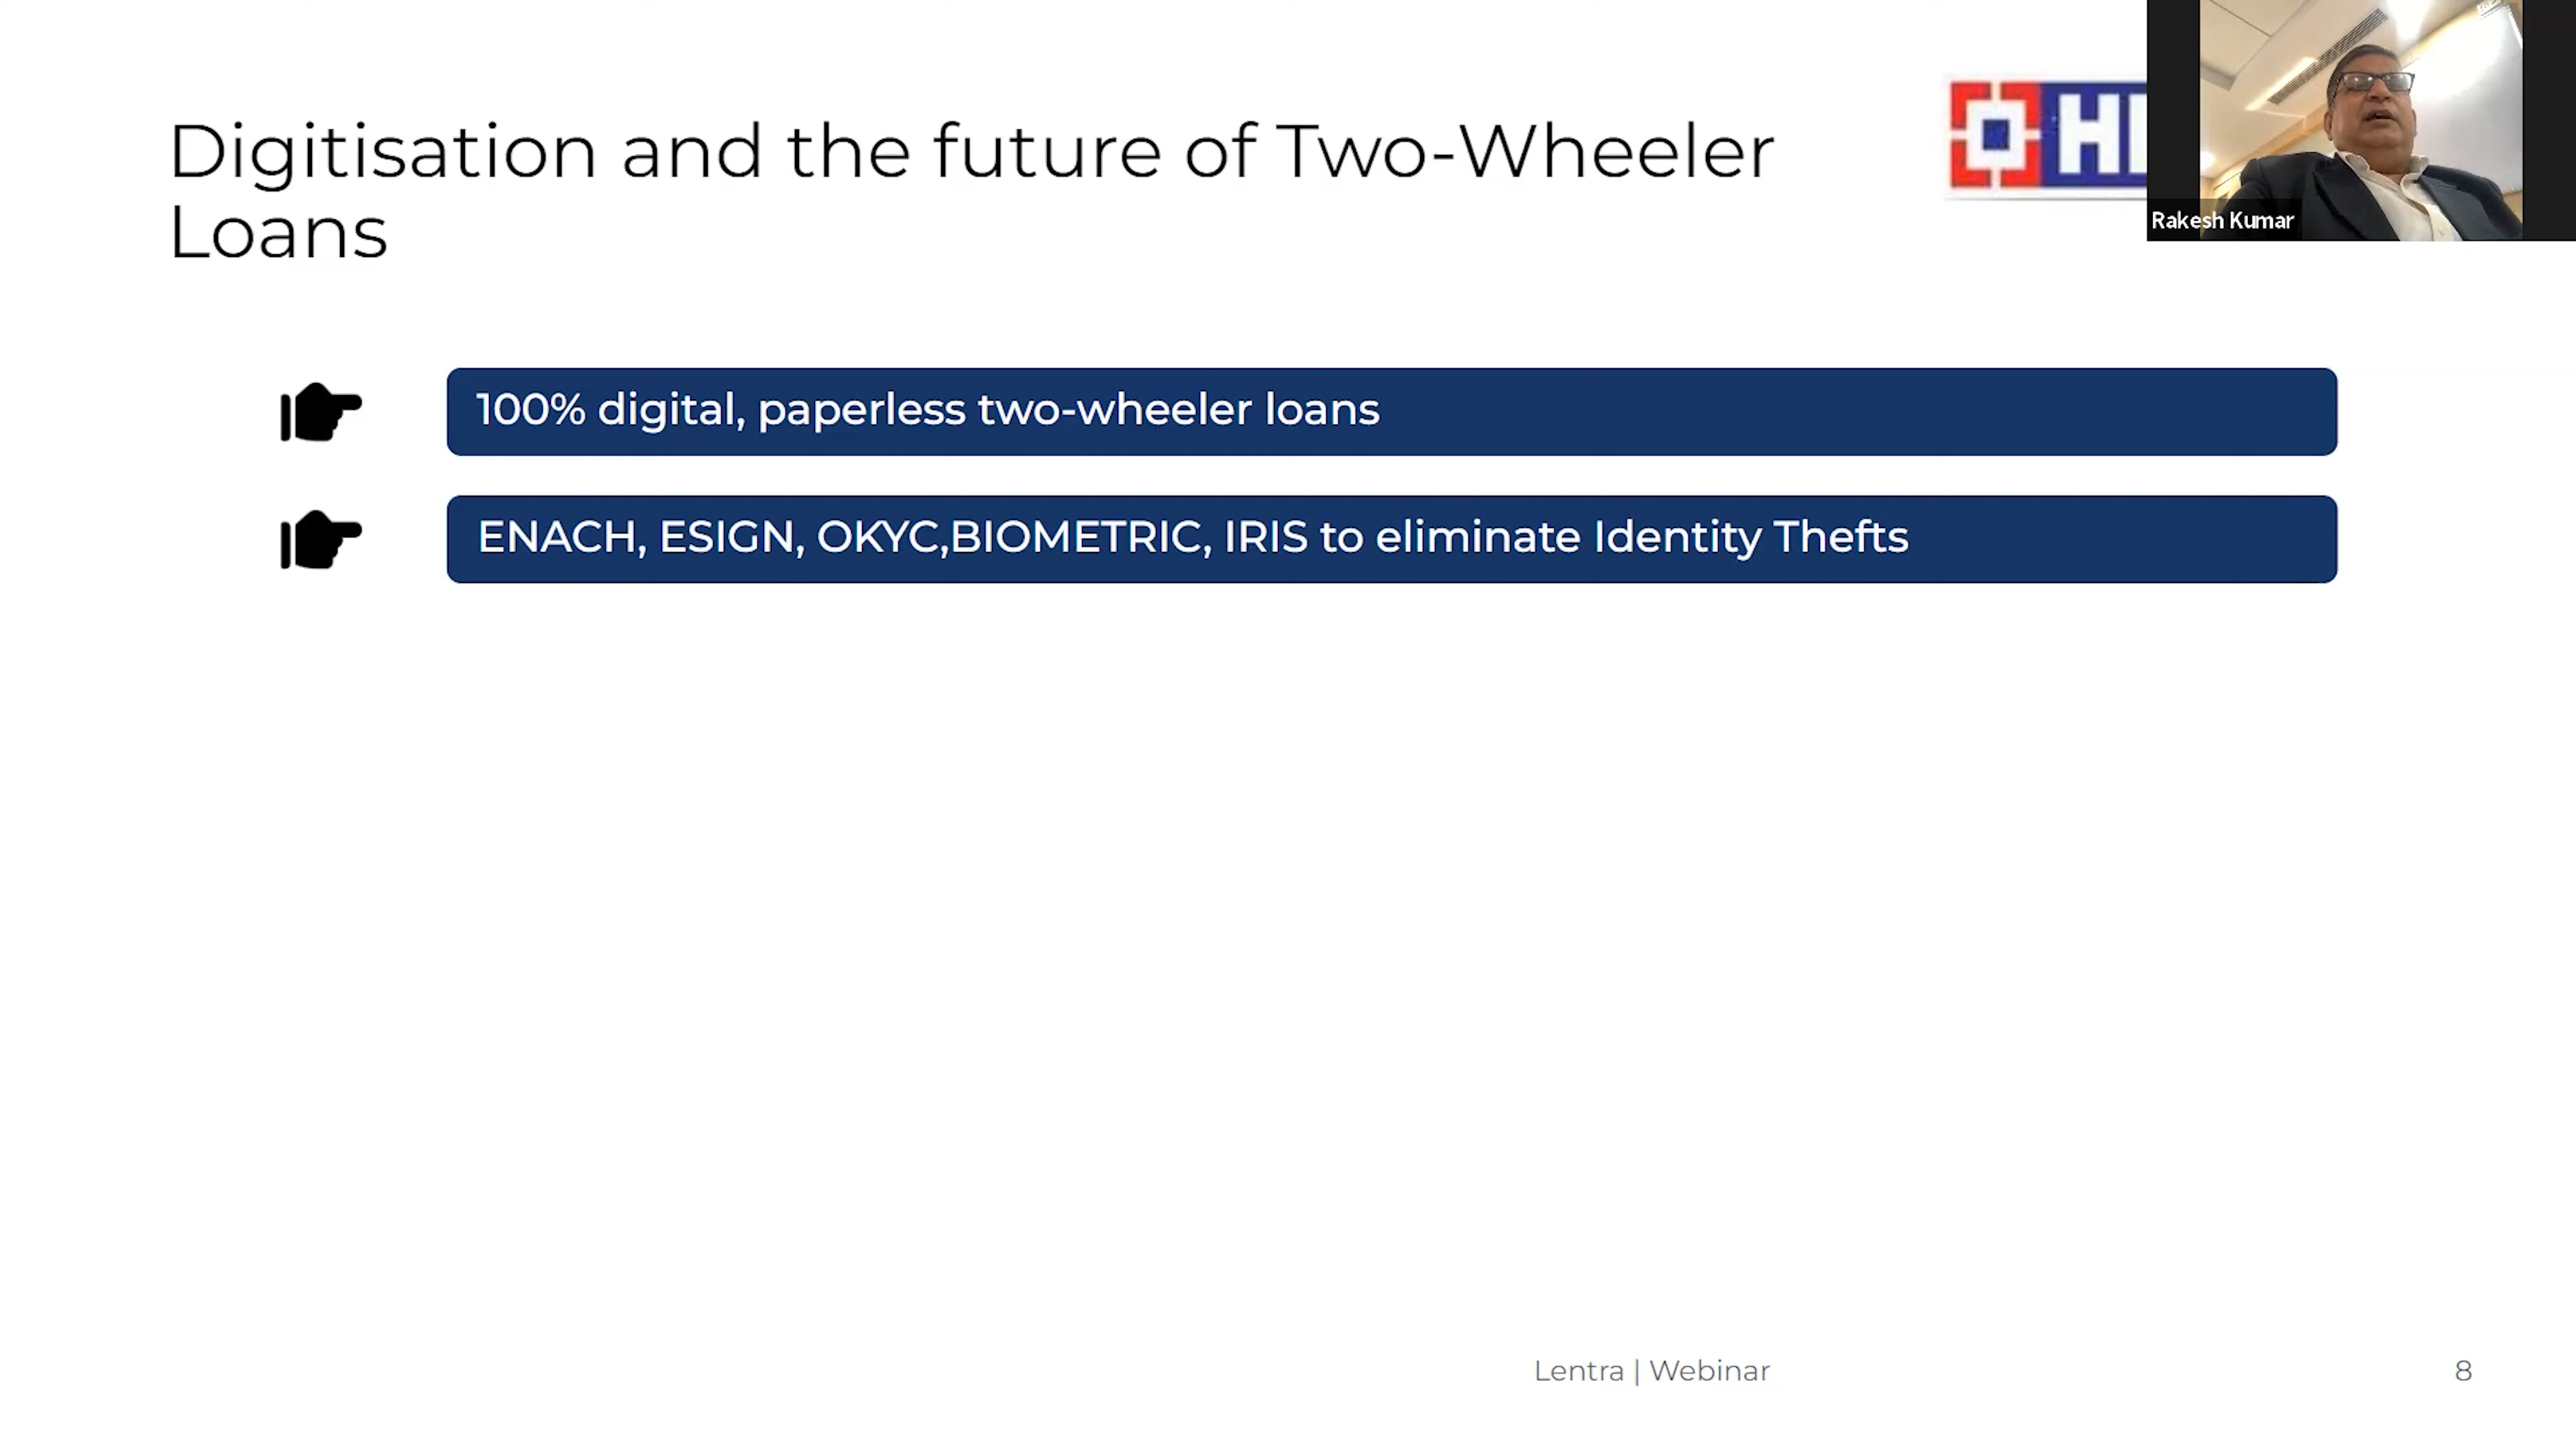 Digitisation and the future of Two-Wheeler
Loans
Rakesh Kumar
100% digital, paperless two-wheeler loans
ENACH, ESIGN, OKYC,BIOMETRIC, IRIS to eliminate Identity Thefts
Lentra | Webinar
8